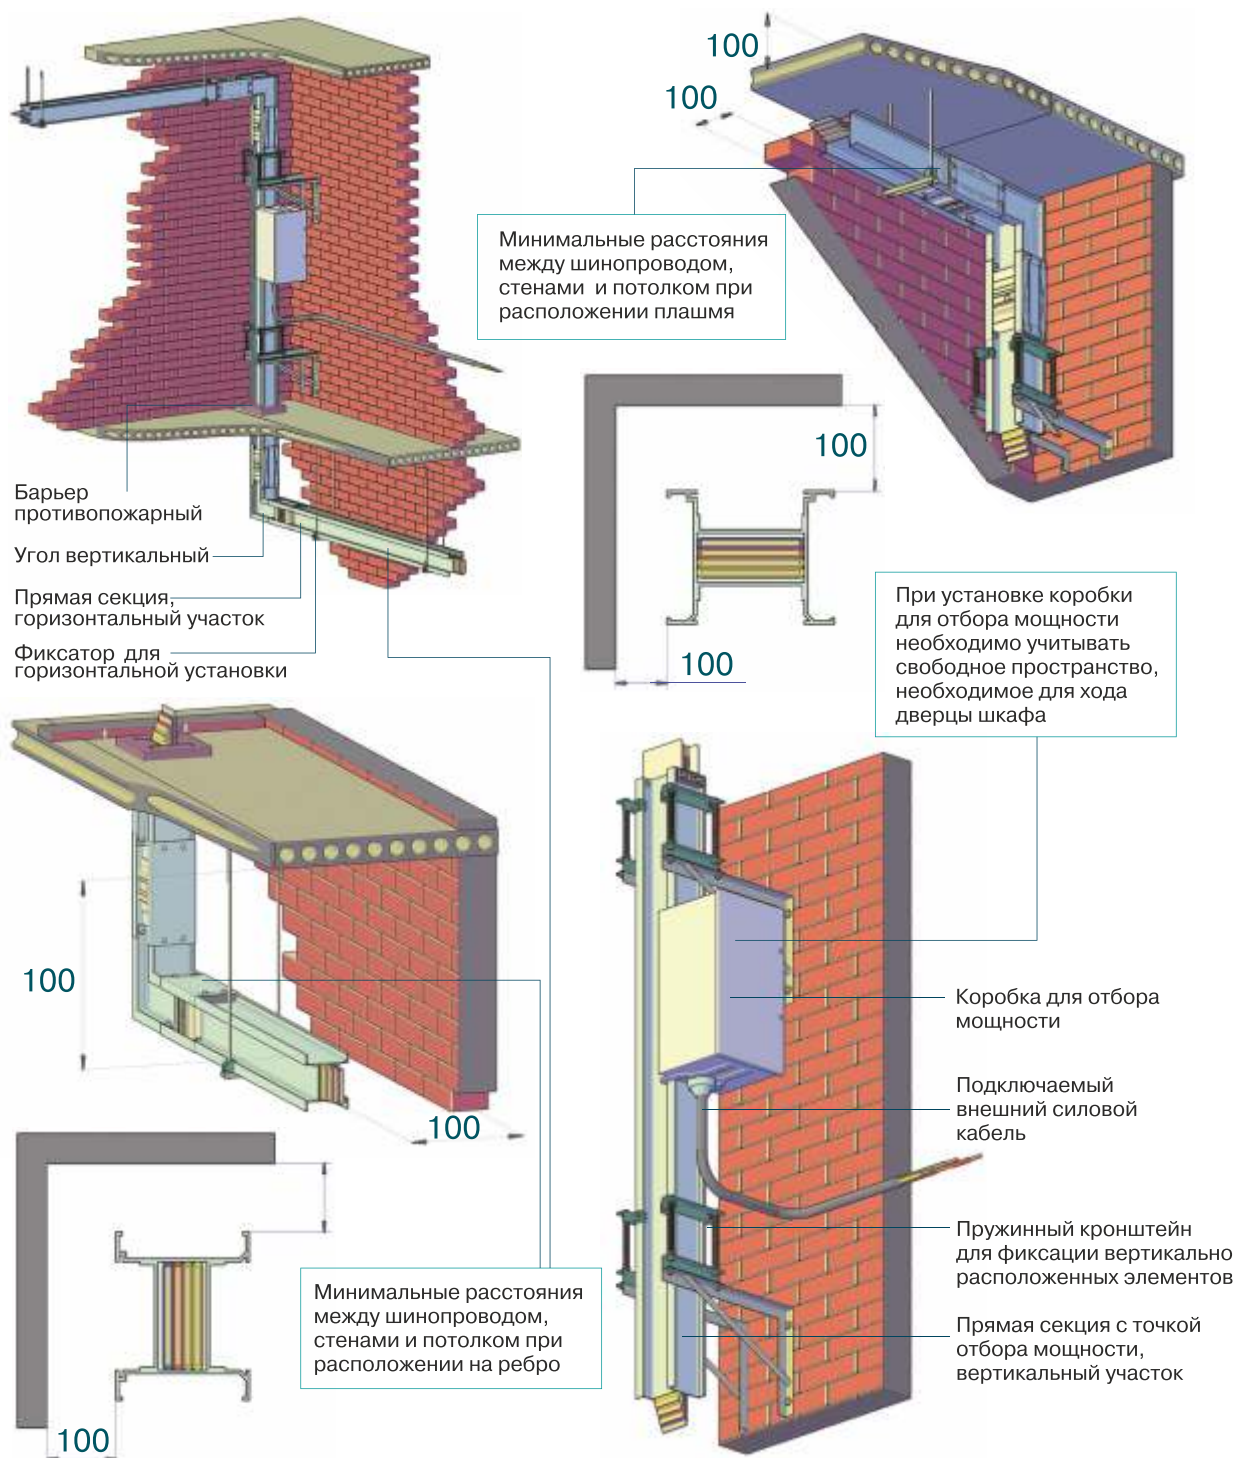 100
100
Минимальные расстояния
между шинопроводом,
стенами и потолком при
расположении плашмя
100
100
Барьер
противопожарный
Угол вертикальный
Прямая секция,
горизонтальный участок
Фиксатор для
горизонтальной установки
При установке коробки
для отбора мощности
необходимо учитывать
свободное пространство,
необходимое для хода
дверцы шкафа
100
100
Коробка для отбора
мощности
Подключаемый
внешний силовой
кабель
Пружинный кронштейн
для фиксации вертикально
расположенных элементов
Прямая секция с точкой
отбора мощности,
вертикальный участок
Минимальные расстояния
между шинопроводом,
стенами и потолком при
расположении на ребро
100